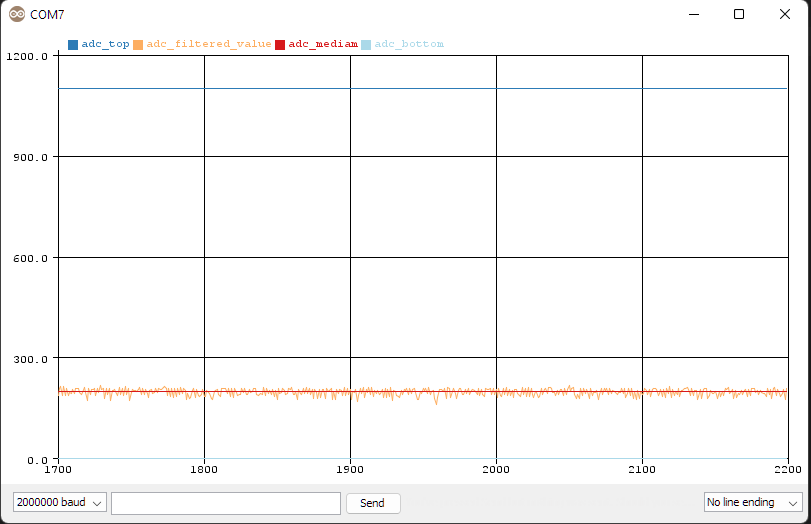 COM7
adc_top adc_filtered_value adc_mediam adc_bottom
1200.0
900.0
600.0
300.0
0.0
1700 1800 1900 2000 2100 2200
2000000 baud Send No line ending